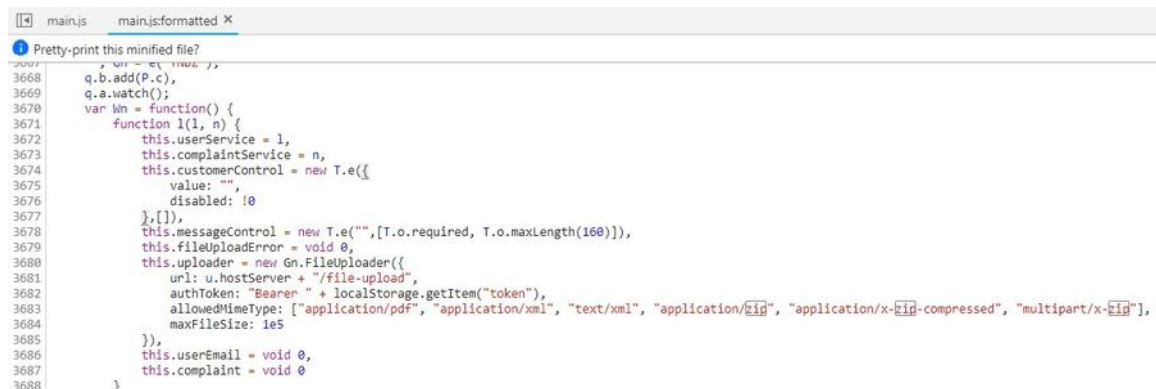 main.js main.js:formatted ×
Pretty-print this minified file?
3668 q.b.add(P.c),
3669 q.a.watch();
3670 var Wn = function() {
3671 function l(l, n) {
3672 this.userService = l,
3673 this.complaintService = n,
3674 this.customerControl = new T.e({
3675 value: "",
3676 disabled: !0
3677 },[]),
3678 this.messageControl = new T.e("",[T.o.required, T.o.maxLength(160)]),
3679 this.fileUploadError = void 0,
3680 this.uploader = new Gn.FileUploader({
3681 url: u.hostServer + "/file-upload",
3682 authToken: "Bearer " + localStorage.getItem("token"),
3683 allowedMimeType: ["application/pdf", "application/xml", "text/xml", "application/zip", "application/x-zip-compressed", "multipart/x-zip"],
3684 maxFileSize: 1e5
3685 }),
3686 this.userEmail = void 0,
3687 this.complaint = void 0
3688 }